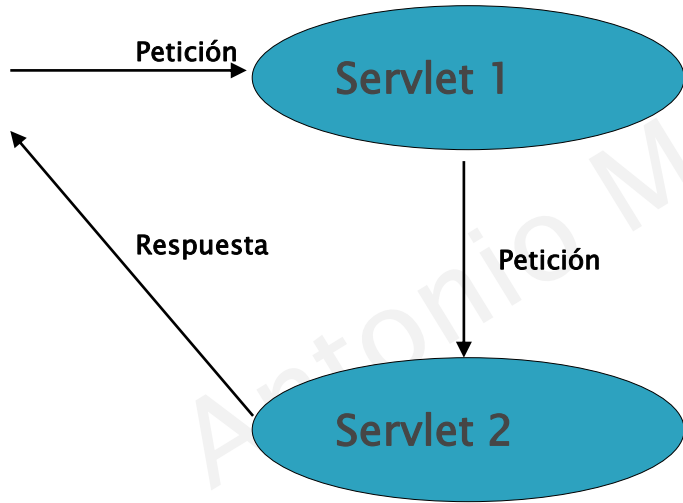 Petición
Servlet 1
Respuesta
Petición
Servlet 2
Antonio M